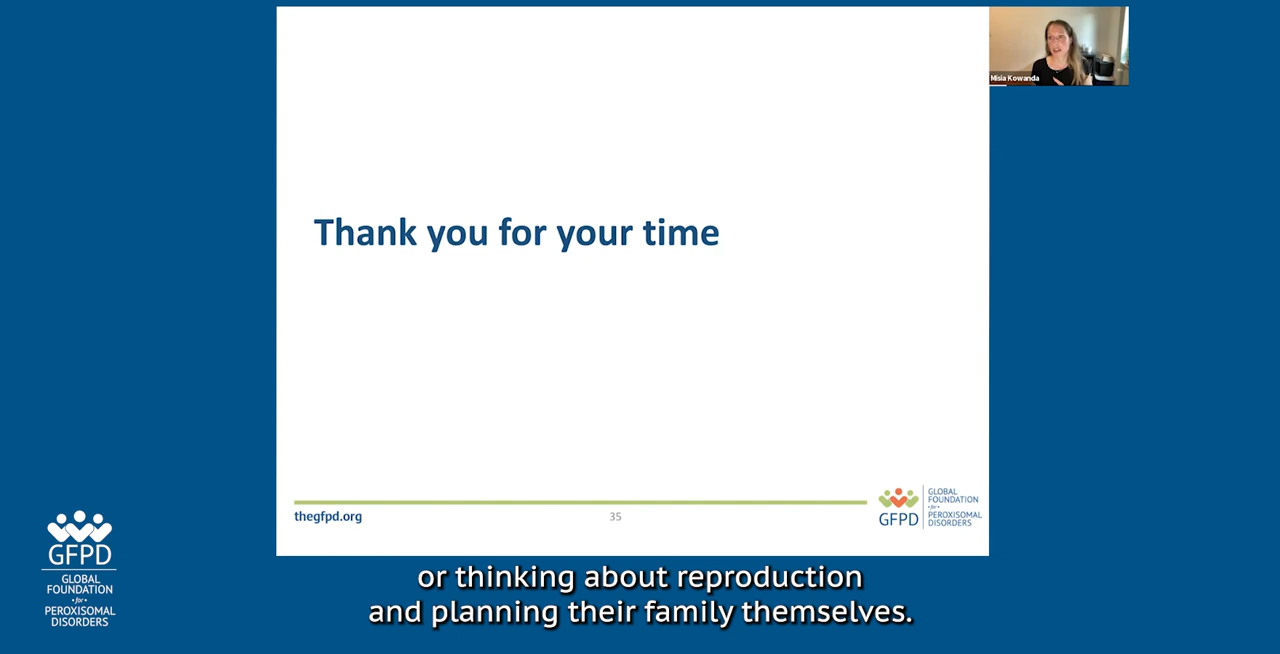 Misia Kowanda
Thank you for your time
thegfpd.org
35
GFPD
GLOBAL
FOUNDATION
•for•
PEROXISOMAL
DISORDERS
GFPD
GLOBAL
FOUNDATION
•for•
PEROXISOMAL
DISORDERS
or thinking about reproduction
and planning their family themselves.